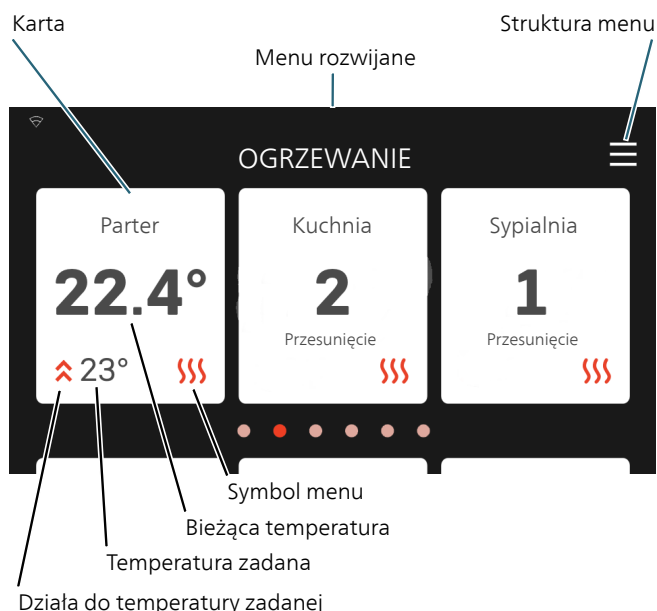 Karta
Struktura menu
Menu rozwijane
OGRZEWANIE
Parter
Kuchnia
Sypialnia
22.4°
2
1
Przesunięcie
Przesunięcie
23°
Symbol menu
Bieżąca temperatura
Temperatura zadana
Działa do temperatury zadanej